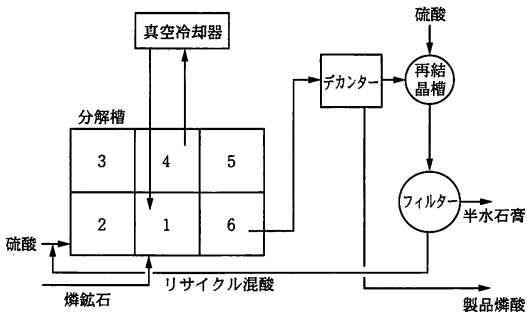 硫酸
真空冷却器
デカンター
再結
晶槽
分解槽
3
4
5
2
1
6
フィルター
半水石膏
硫酸
リサイクル混酸
燐鉱石
製品燐酸